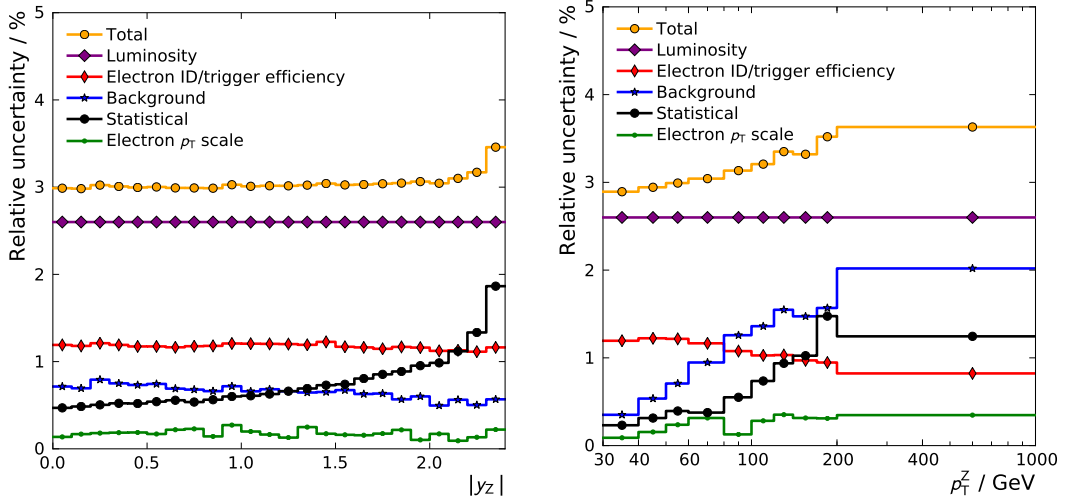 Relative uncertainty / %
5
4
3
2
1
0
Total
Luminosity
Electron ID/trigger efficiency
Background
Statistical
Electron pT scale
0.0 0.5 1.0 1.5 2.0
|yZ|
Relative uncertainty / %
5
4
3
2
1
0
Total
Luminosity
Electron ID/trigger efficiency
Background
Statistical
Electron pT scale
30 40 60 100 200 1000
pTZ / GeV